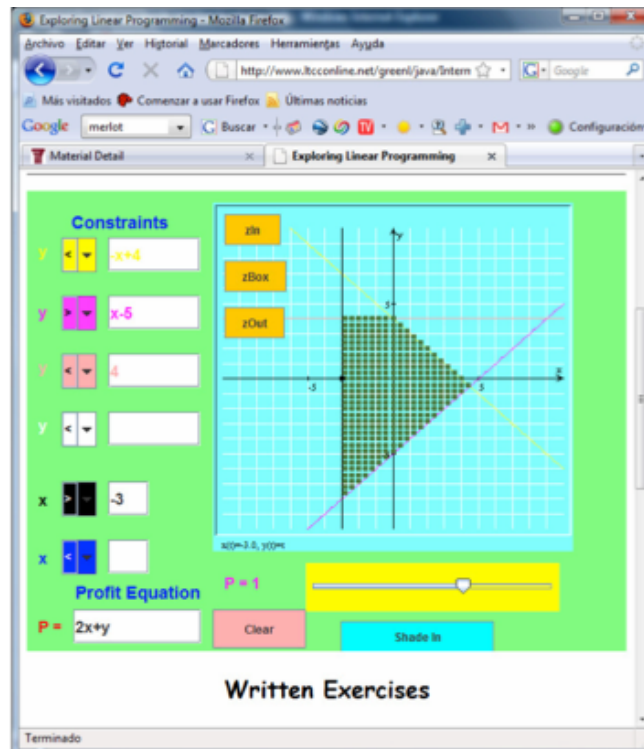 Exploring Linear Programming - Mozilla Firefox
Archivo Editar Ver Historial Marcadores Herramientas Ayuda
http://www.ltcconline.net/greenl/java/Intern Google
Más visitados Comenzar a usar Firefox Últimas noticias
Google merlot Buscar Configuración
Material Detail Exploring Linear Programming
Constraints
y < -x+4
y > x-5
y < 4
y <
x > -3
x <
zIn
zBox
zOut
y
5
-5 5 x
x(t)=-3.0, y(t)=t
Profit Equation
P = 2x+y
P = 1
Clear
Shade In
Written Exercises
Terminado